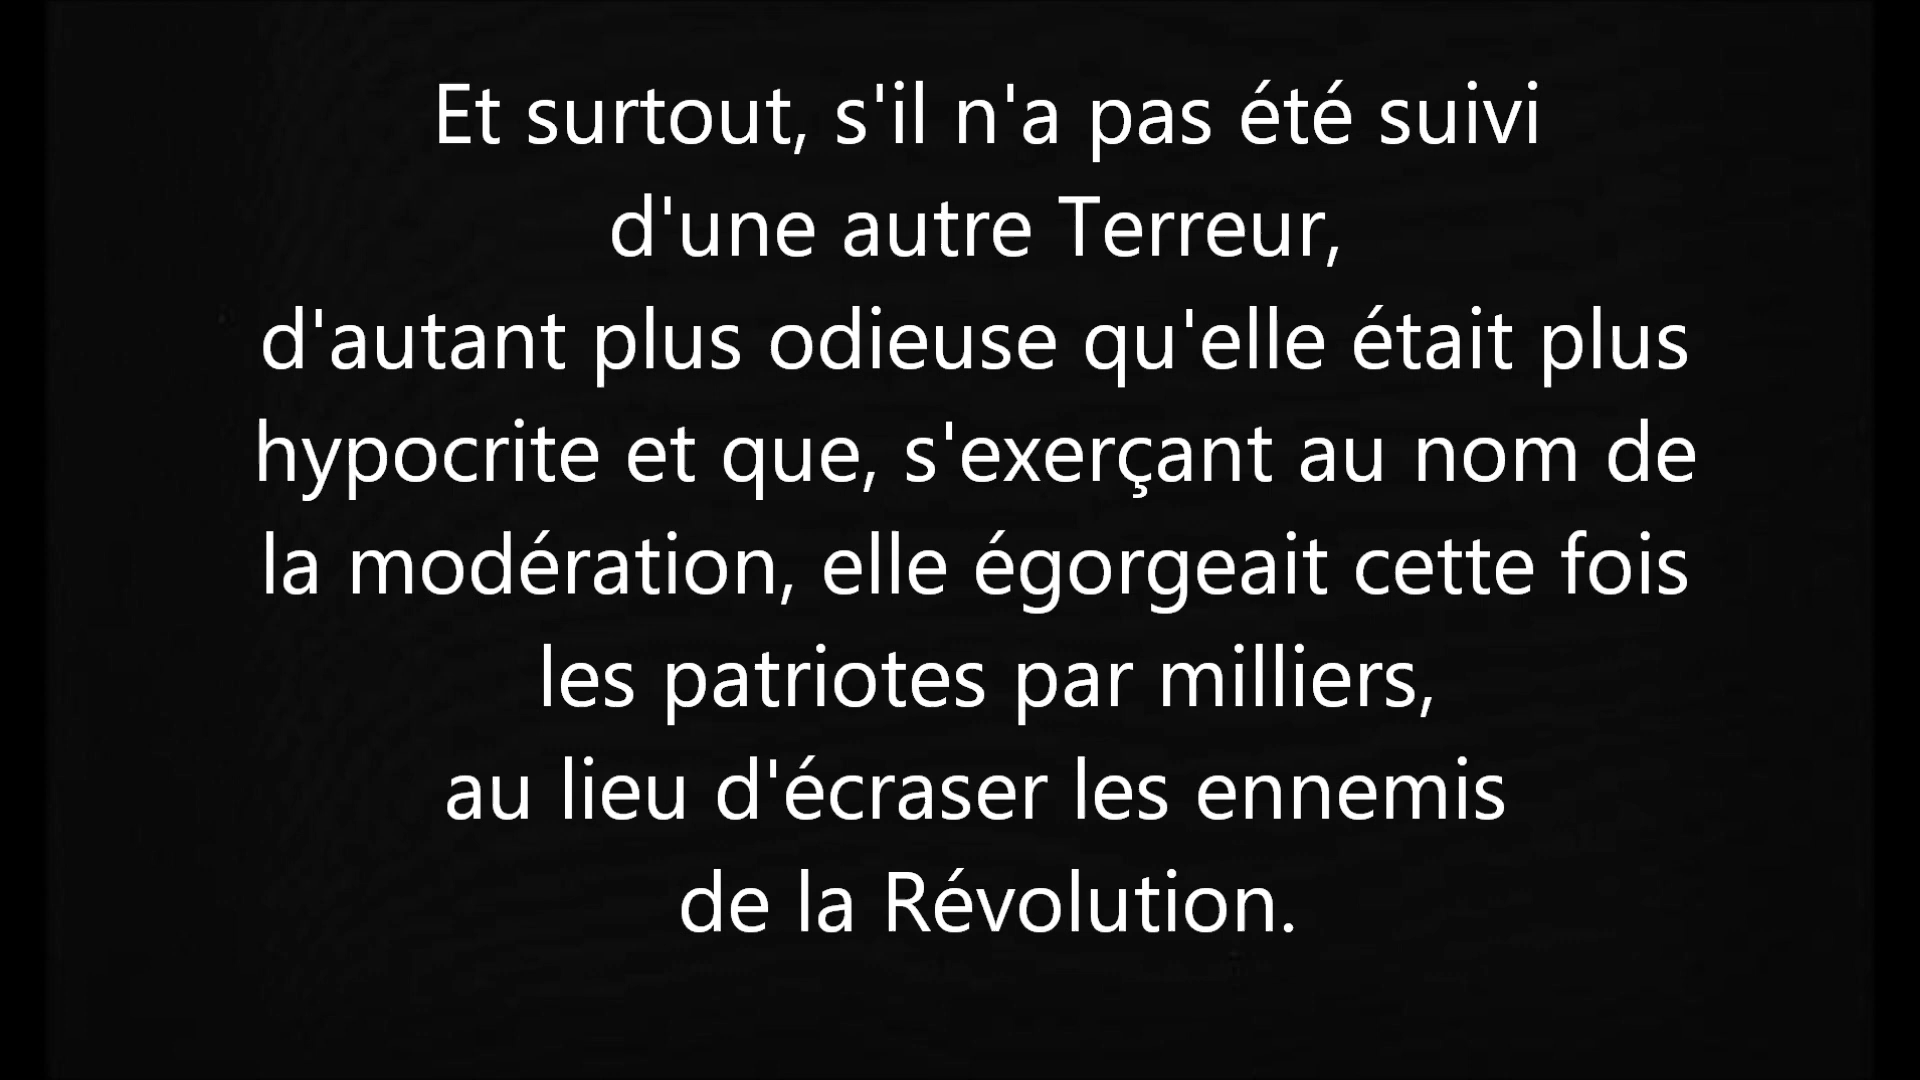 Et surtout, s'il n'a pas été suivi
d'une autre Terreur,
d'autant plus odieuse qu'elle était plus
hypocrite et que, s'exerçant au nom de
la modération, elle égorgeait cette fois
les patriotes par milliers,
au lieu d'écraser les ennemis
de la Révolution.